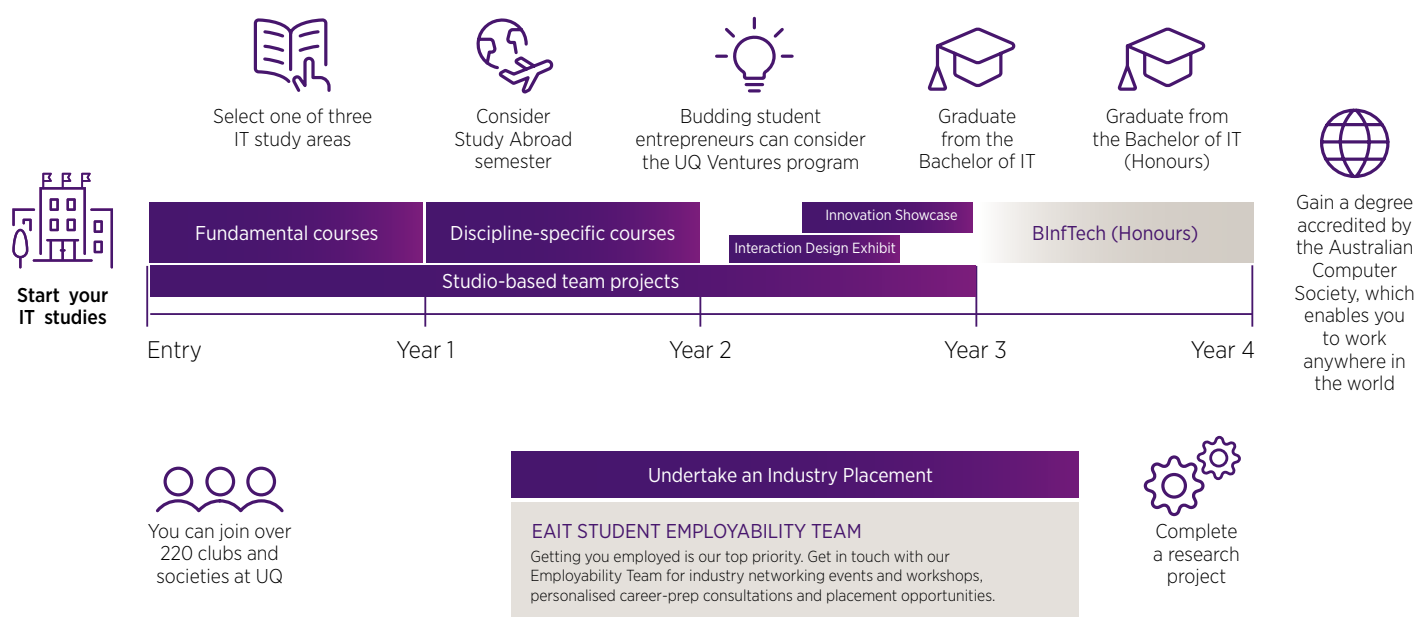 Select one of three
IT study areas
Consider
Study Abroad
semester
Budding student
entrepreneurs can consider
the UQ Ventures program
Graduate
from the
Bachelor of IT
Graduate from
the Bachelor of IT
(Honours)
Start your
IT studies
Fundamental courses
Discipline-specific courses
Innovation Showcase
Interaction Design Exhibit
BInfTech (Honours)
Studio-based team projects
Entry
Year 1
Year 2
Year 3
Year 4
Gain a degree
accredited by
the Australian
Computer
Society, which
enables you
to work
anywhere in
the world
You can join over
220 clubs and
societies at UQ
Undertake an Industry Placement
EAIT STUDENT EMPLOYABILITY TEAM
Getting you employed is our top priority. Get in touch with our
Employability Team for industry networking events and workshops,
personalised career-prep consultations and placement opportunities.
Complete
a research
project